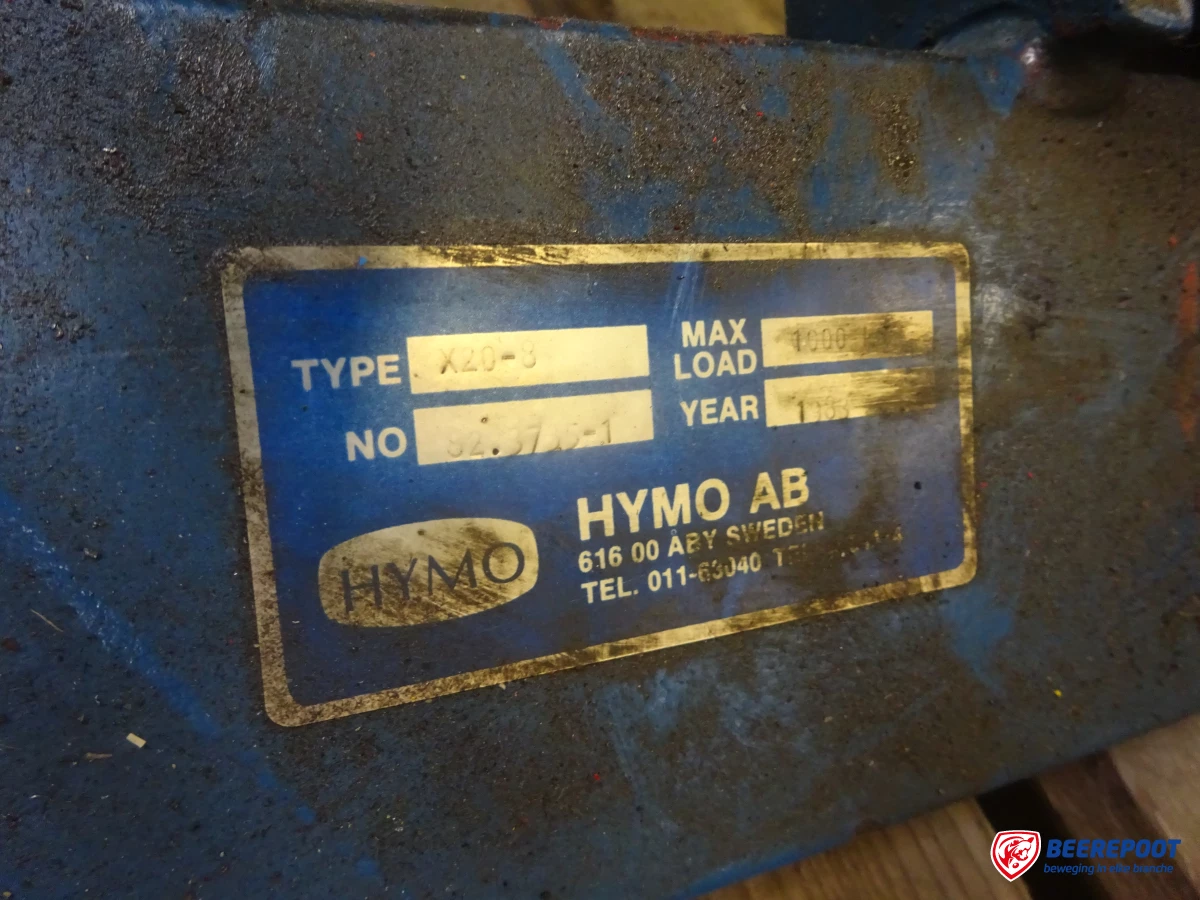 TYPE X20-8
MAX LOAD 1000
NO
YEAR
HYMO
HYMO AB
616 00 ÅBY SWEDEN
TEL. 011-63040
BEEREPOOT
beweging in elke branche